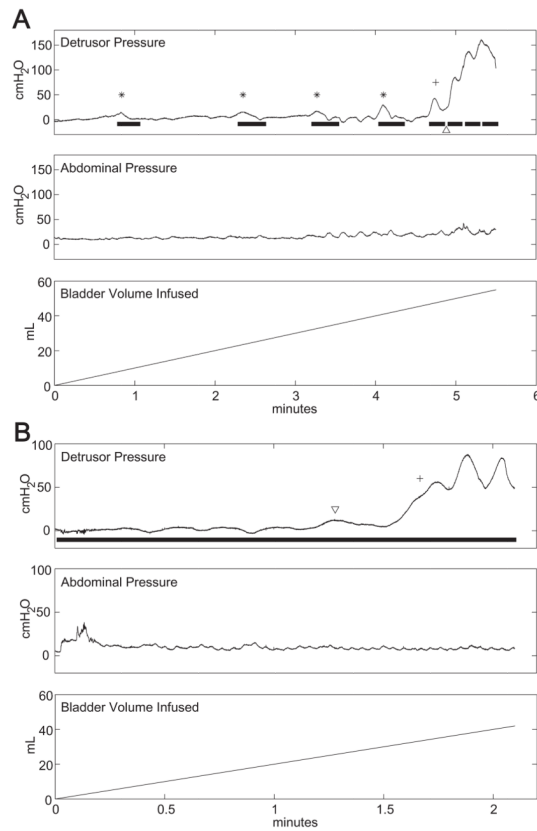 A
Detrusor Pressure
150
100
50
0
cmH₂O
* * * * +
△
Abdominal Pressure
150
100
50
0
cmH₂O
Bladder Volume Infused
60
40
20
0
mL
0 1 2 3 4 5 6
minutes
B
Detrusor Pressure
100
50
0
cmH₂O
▽ +
Abdominal Pressure
100
50
0
cmH₂O
Bladder Volume Infused
60
40
20
0
mL
0 0.5 1 1.5 2
minutes